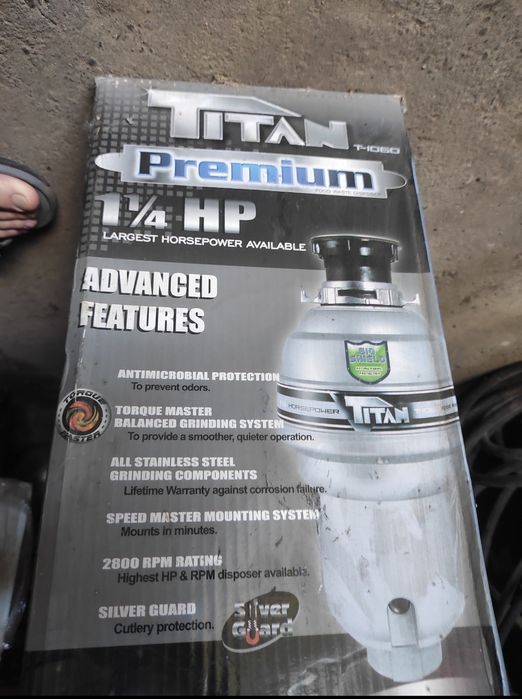 TITAN
T-1060
Premium
FOOD WASTE DISPOSER
1 1/4 HP
LARGEST HORSEPOWER AVAILABLE
ADVANCED
FEATURES
BIO
SHIELD
ANTIMICROBIAL PROTECTION
To prevent odors.
HORSEPOWER TITAN
TORQUE
MASTER
TORQUE MASTER
BALANCED GRINDING SYSTEM
To provide a smoother, quieter operation.
ALL STAINLESS STEEL
GRINDING COMPONENTS
Lifetime Warranty against corrosion failure.
SPEED MASTER MOUNTING SYSTEM
Mounts in minutes.
2800 RPM RATING
Highest HP & RPM disposer available.
SILVER GUARD
Cutlery protection.
Silver
Guard